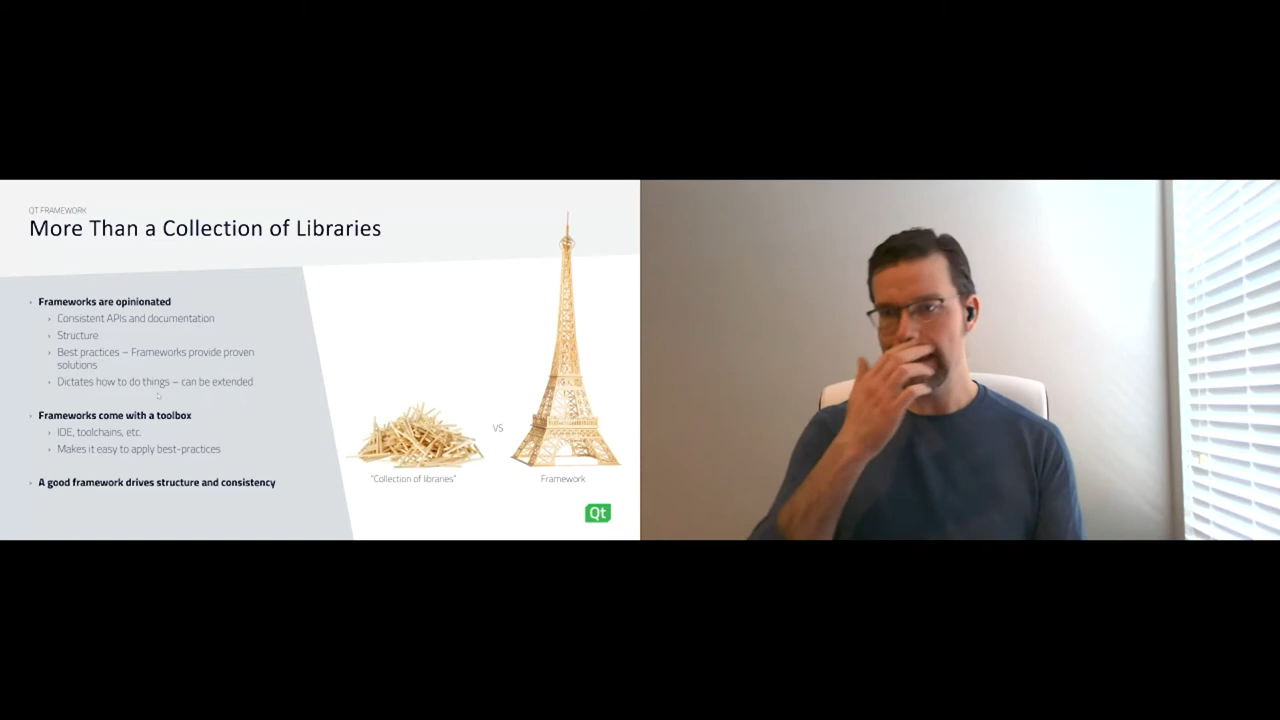 QT FRAMEWORK
More Than a Collection of Libraries
Frameworks are opinionated
Consistent APIs and documentation
Structure
Best practices – Frameworks provide proven
solutions
Dictates how to do things – can be extended
Frameworks come with a toolbox
IDE, toolchains, etc.
Makes it easy to apply best-practices
A good framework drives structure and consistency
VS
"Collection of libraries"
Framework
Qt